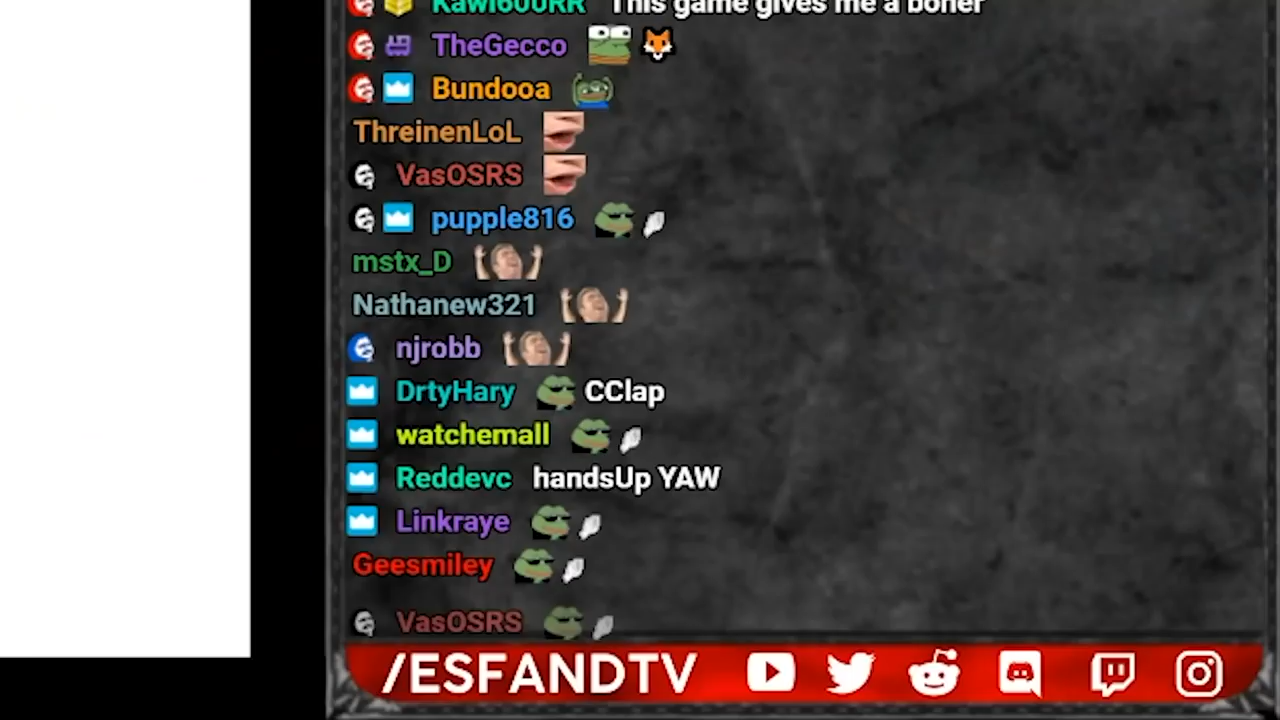 Kawi600RR This game gives me a boner
TheGecco
Bundooa
ThreinenLoL
VasOSRS
pupple816
mstx_D
Nathanew321
njrobb
DrtyHary CClap
watchemall
Reddevc handsUp YAW
Linkraye
Geesmiley
VasOSRS
/ESFANDTV